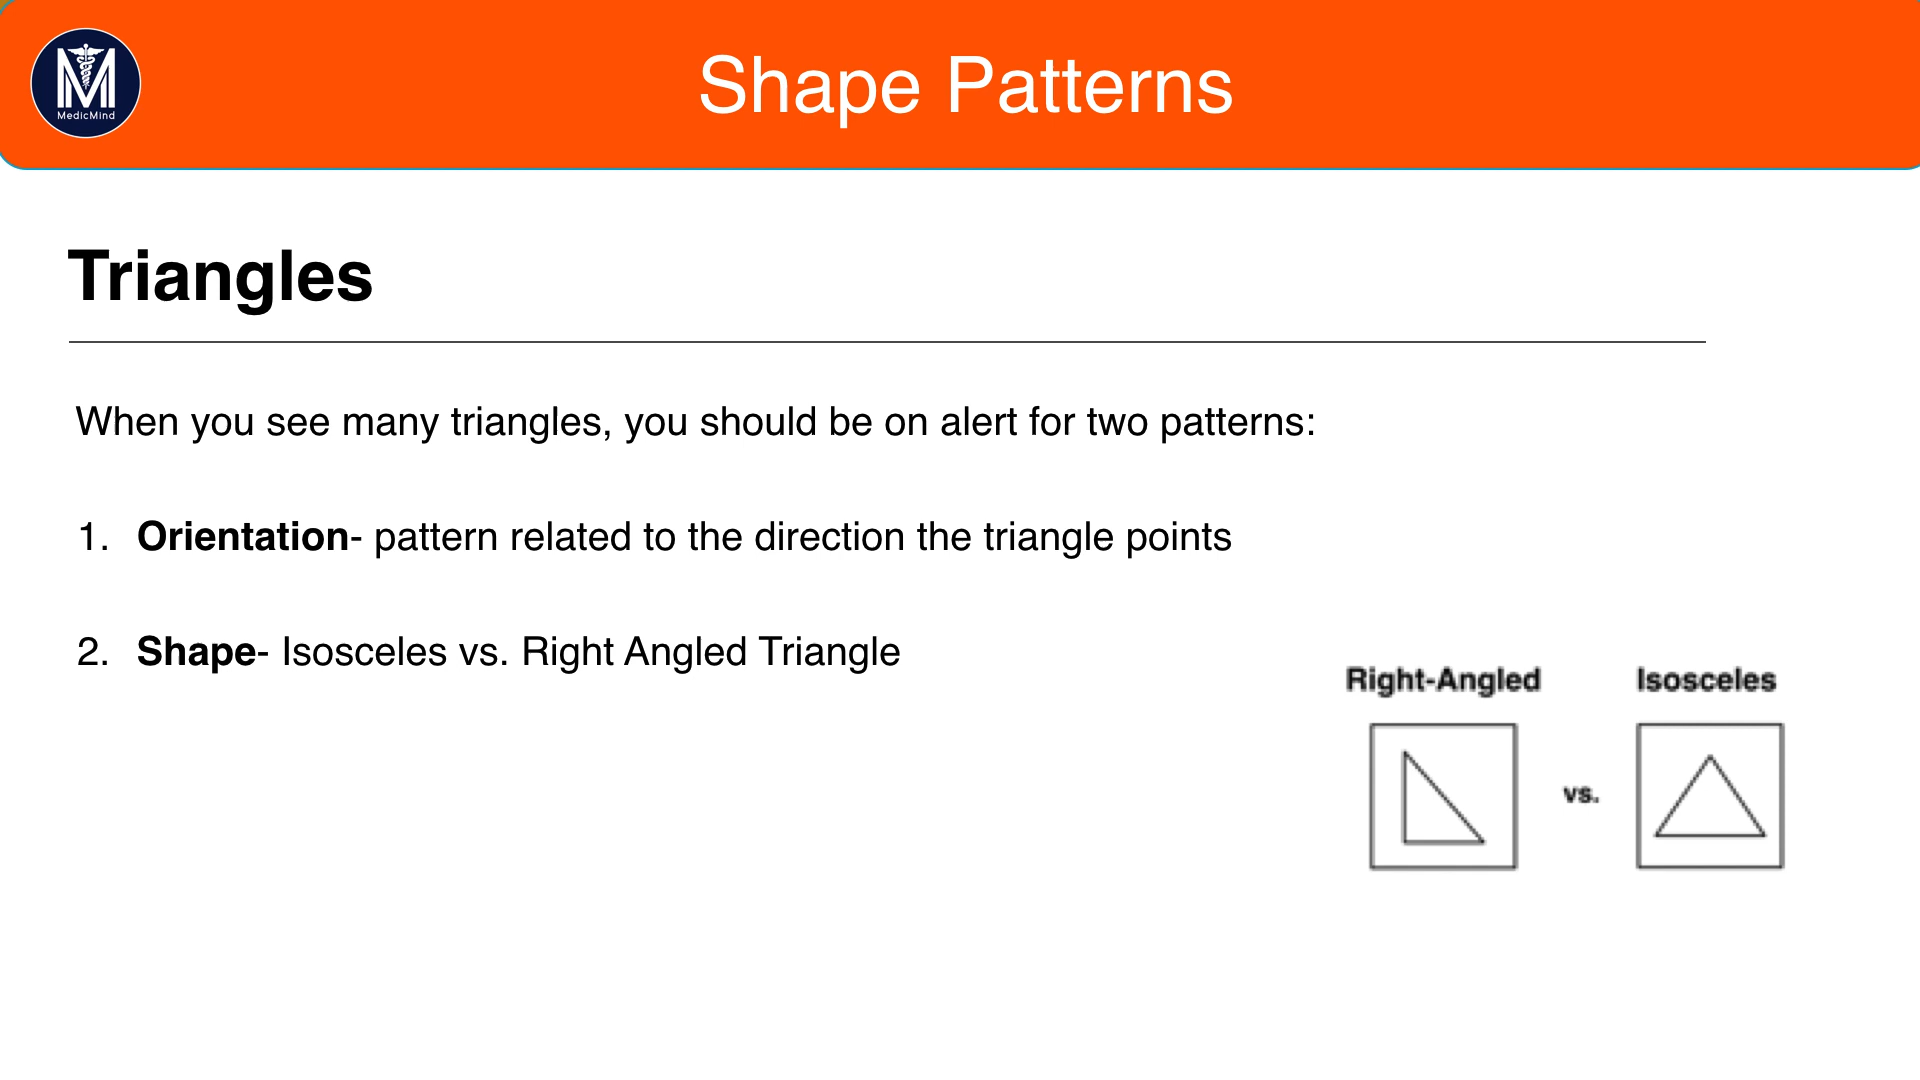 MedicMind
Shape Patterns
Triangles
When you see many triangles, you should be on alert for two patterns:
1. Orientation- pattern related to the direction the triangle points
2. Shape- Isosceles vs. Right Angled Triangle
Right-Angled vs. Isosceles